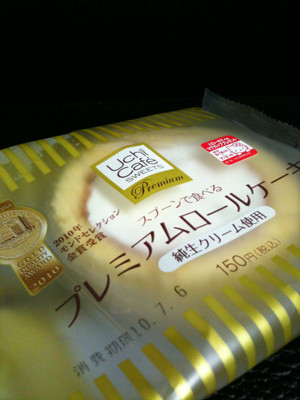 Uchi
Café
SWEETS
Premium
スプーンで食べる
プレミアムロールケーキ
純生クリーム使用
150円(税込)
2010年
モンドセレクション
金賞受賞
2010
消費期限 10. 7. 6